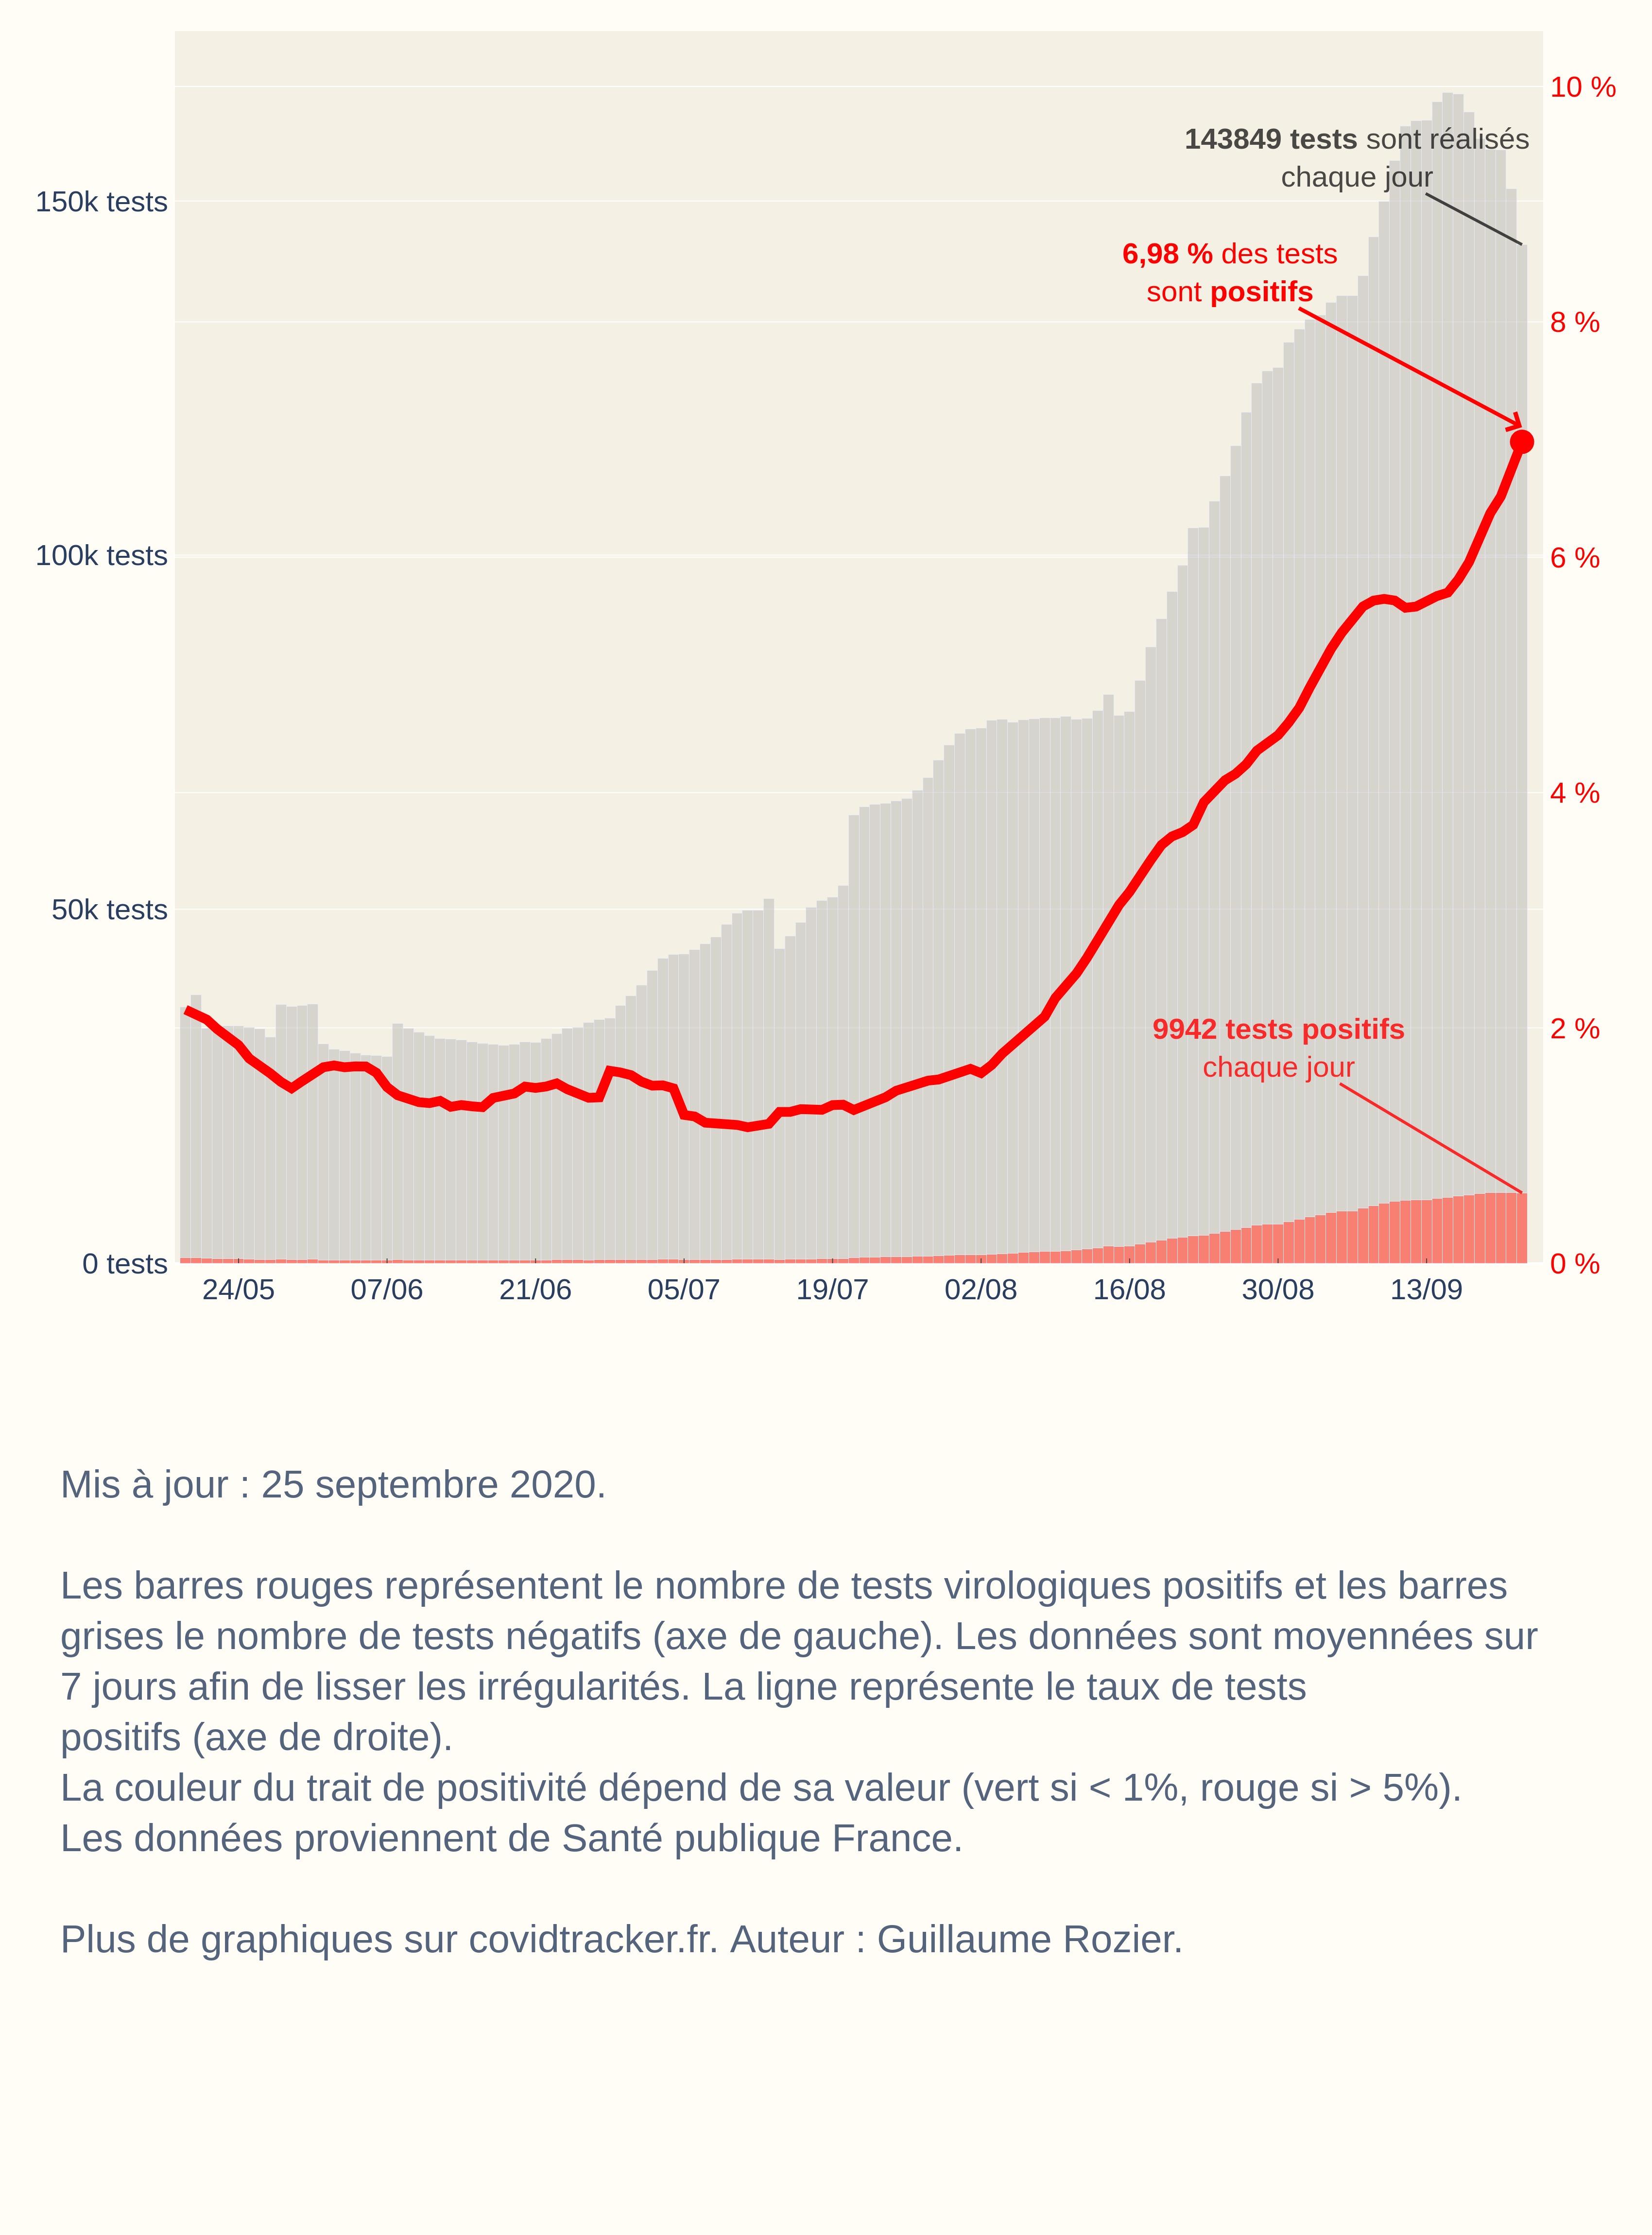 10 %
143849 tests sont réalisés
chaque jour
150k tests
6,98 % des tests
sont positifs
8 %
100k tests
6 %
4 %
50k tests
9942 tests positifs
chaque jour
2 %
0 tests
0 %
24/05 07/06 21/06 05/07 19/07 02/08 16/08 30/08 13/09
Mis à jour : 25 septembre 2020.
Les barres rouges représentent le nombre de tests virologiques positifs et les barres
grises le nombre de tests négatifs (axe de gauche). Les données sont moyennées sur
7 jours afin de lisser les irrégularités. La ligne représente le taux de tests
positifs (axe de droite).
La couleur du trait de positivité dépend de sa valeur (vert si < 1%, rouge si > 5%).
Les données proviennent de Santé publique France.
Plus de graphiques sur covidtracker.fr. Auteur : Guillaume Rozier.